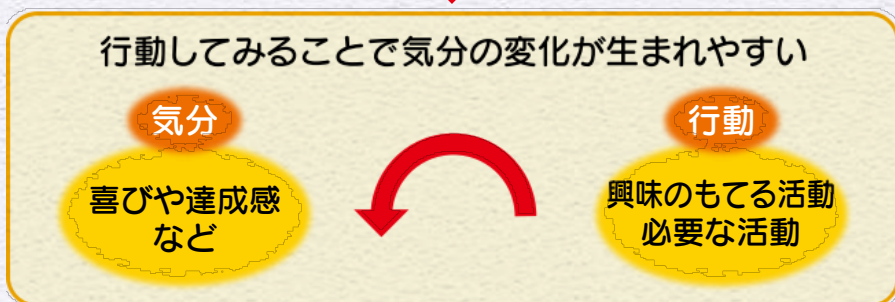 行動してみることで気分の変化が生まれやすい
気分
喜びや達成感
など
行動
興味のもてる活動
必要な活動